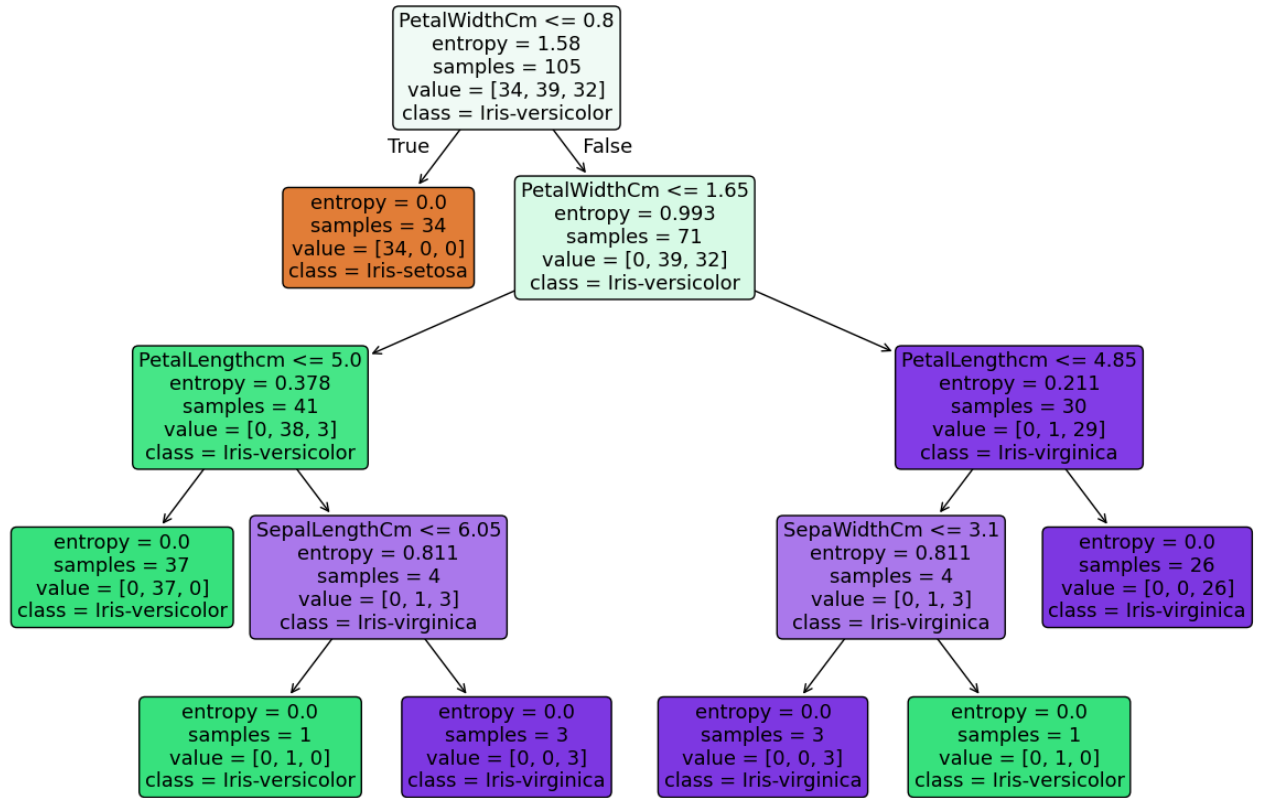 PetalWidthCm <= 0.8
entropy = 1.58
samples = 105
value = [34, 39, 32]
class = Iris-versicolor
True
False
entropy = 0.0
samples = 34
value = [34, 0, 0]
class = Iris-setosa
PetalWidthCm <= 1.65
entropy = 0.993
samples = 71
value = [0, 39, 32]
class = Iris-versicolor
PetalLengthcm <= 5.0
entropy = 0.378
samples = 41
value = [0, 38, 3]
class = Iris-versicolor
PetalLengthcm <= 4.85
entropy = 0.211
samples = 30
value = [0, 1, 29]
class = Iris-virginica
entropy = 0.0
samples = 37
value = [0, 37, 0]
class = Iris-versicolor
SepalLengthCm <= 6.05
entropy = 0.811
samples = 4
value = [0, 1, 3]
class = Iris-virginica
SepaWidthCm <= 3.1
entropy = 0.811
samples = 4
value = [0, 1, 3]
class = Iris-virginica
entropy = 0.0
samples = 26
value = [0, 0, 26]
class = Iris-virginica
entropy = 0.0
samples = 1
value = [0, 1, 0]
class = Iris-versicolor
entropy = 0.0
samples = 3
value = [0, 0, 3]
class = Iris-virginica
entropy = 0.0
samples = 3
value = [0, 0, 3]
class = Iris-virginica
entropy = 0.0
samples = 1
value = [0, 1, 0]
class = Iris-versicolor